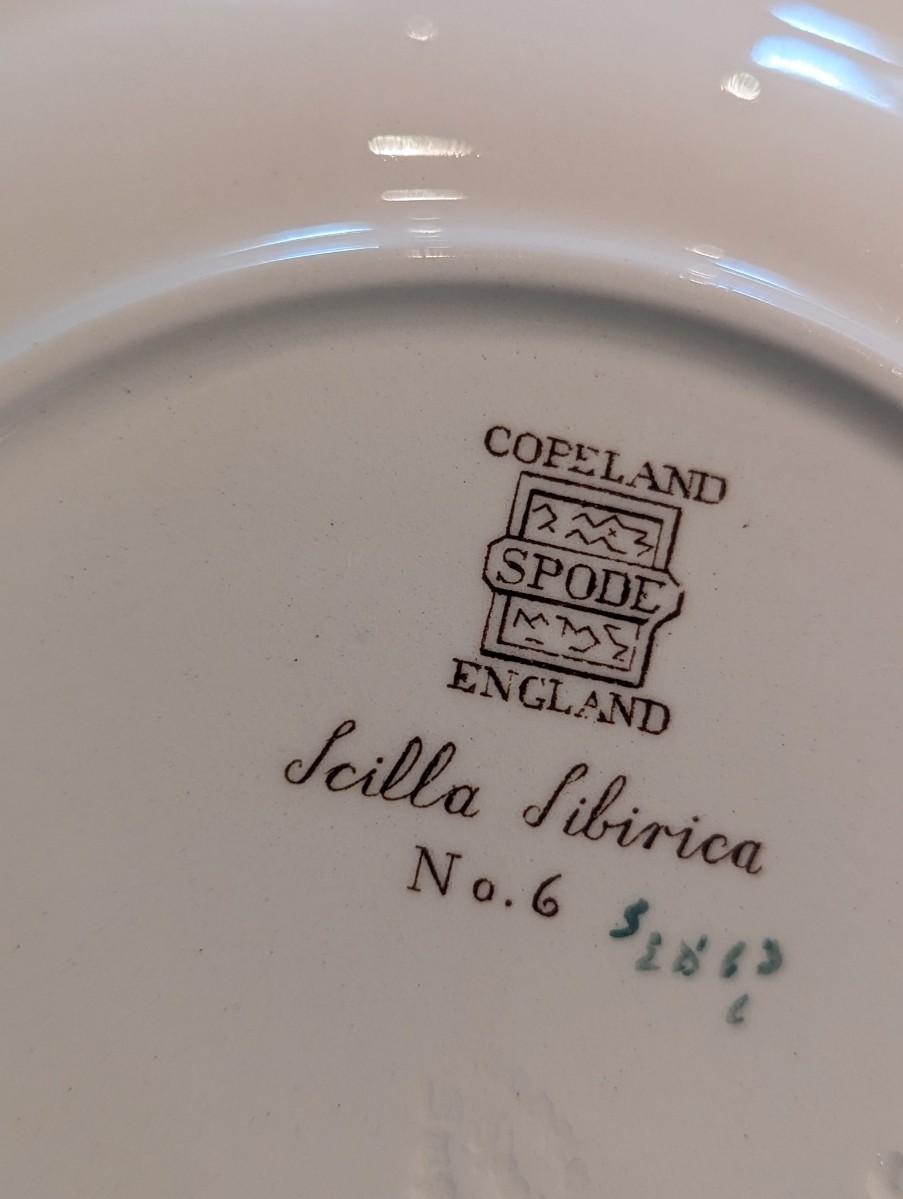 COPELAND
SPODE
ENGLAND
Scilla Sibirica
No. 6